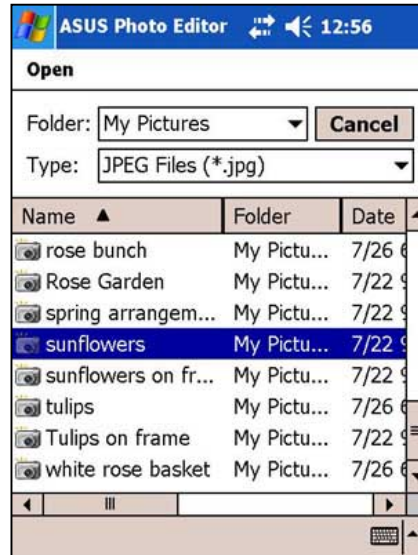 ASUS Photo Editor 12:56
Open
Folder: My Pictures Cancel
Type: JPEG Files (*.jpg)
Name Folder Date
rose bunch My Pictu... 7/26
Rose Garden My Pictu... 7/22
spring arrangem... My Pictu... 7/22
sunflowers My Pictu... 7/22
sunflowers on fr... My Pictu... 7/22
tulips My Pictu... 7/26
Tulips on frame My Pictu... 7/22
white rose basket My Pictu... 7/26